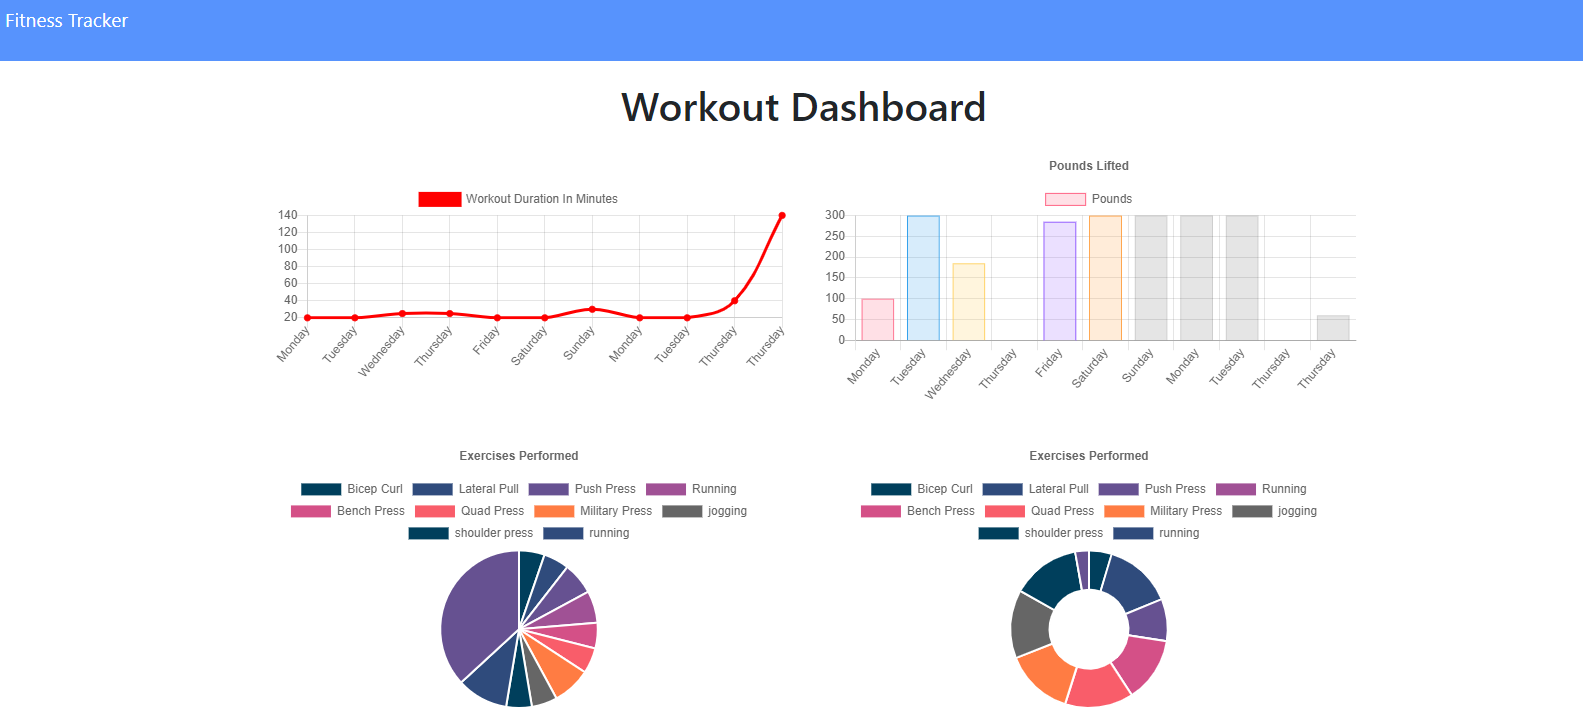 Fitness Tracker
Workout Dashboard
Workout Duration In Minutes
140
120
100
80
60
40
20
Monday
Tuesday
Wednesday
Thursday
Friday
Saturday
Sunday
Monday
Tuesday
Thursday
Thursday
Pounds Lifted
Pounds
300
250
200
150
100
50
0
Monday
Tuesday
Wednesday
Thursday
Friday
Saturday
Sunday
Monday
Tuesday
Thursday
Thursday
Exercises Performed
Bicep Curl Lateral Pull Push Press Running
Bench Press Quad Press Military Press jogging
shoulder press running
Exercises Performed
Bicep Curl Lateral Pull Push Press Running
Bench Press Quad Press Military Press jogging
shoulder press running